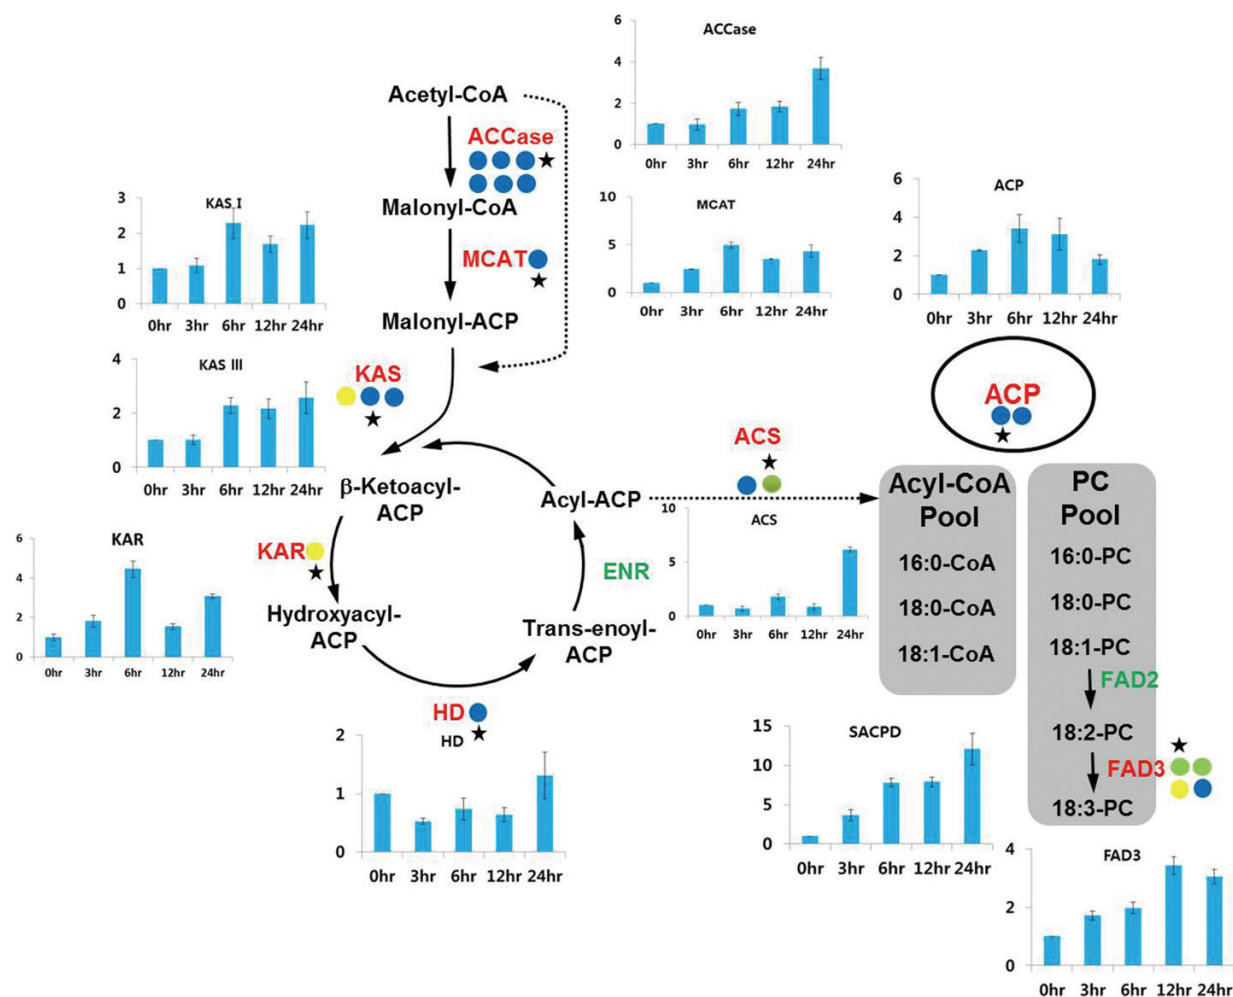 ACCase
6
4
2
0
0hr 3hr 6hr 12hr 24hr
Acetyl-CoA
ACCase
Malonyl-CoA
MCAT
Malonyl-ACP
KAS I
3
2
1
0
0hr 3hr 6hr 12hr 24hr
MCAT
10
5
0
0hr 3hr 6hr 12hr 24hr
ACP
6
4
2
0
0hr 3hr 6hr 12hr 24hr
KAS III
4
2
0
0hr 3hr 6hr 12hr 24hr
KAS
ACP
ACS
β-Ketoacyl-
ACP
Acyl-ACP
KAR
Hydroxyacyl-
ACP
ENR
Trans-enoyl-
ACP
HD
KAR
6
4
2
0
0hr 3hr 6hr 12hr 24hr
ACS
10
5
0
0hr 3hr 6hr 12hr 24hr
Acyl-CoA
Pool
16:0-CoA
18:0-CoA
18:1-CoA
PC
Pool
16:0-PC
18:0-PC
18:1-PC
FAD2
18:2-PC
FAD3
18:3-PC
HD
2
1
0
0hr 3hr 6hr 12hr 24hr
SACPD
15
10
5
0
0hr 3hr 6hr 12hr 24hr
FAD3
4
2
0
0hr 3hr 6hr 12hr 24hr